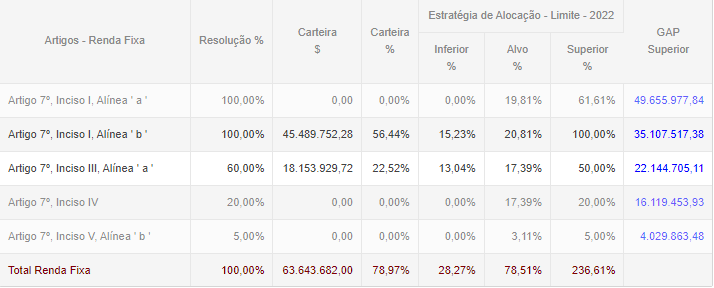 Artigos - Renda Fixa Resolução % Carteira $ Carteira % Estratégia de Alocação - Limite - 2022 GAP Superior
Inferior % Alvo % Superior %
Artigo 7º, Inciso I, Alínea ' a ' 100,00% 0,00 0,00% 0,00% 19,81% 61,61% 49.655.977,84
Artigo 7º, Inciso I, Alínea ' b ' 100,00% 45.489.752,28 56,44% 15,23% 20,81% 100,00% 35.107.517,38
Artigo 7º, Inciso III, Alínea ' a ' 60,00% 18.153.929,72 22,52% 13,04% 17,39% 50,00% 22.144.705,11
Artigo 7º, Inciso IV 20,00% 0,00 0,00% 0,00% 17,39% 20,00% 16.119.453,93
Artigo 7º, Inciso V, Alínea ' b ' 5,00% 0,00 0,00% 0,00% 3,11% 5,00% 4.029.863,48
Total Renda Fixa 100,00% 63.643.682,00 78,97% 28,27% 78,51% 236,61%